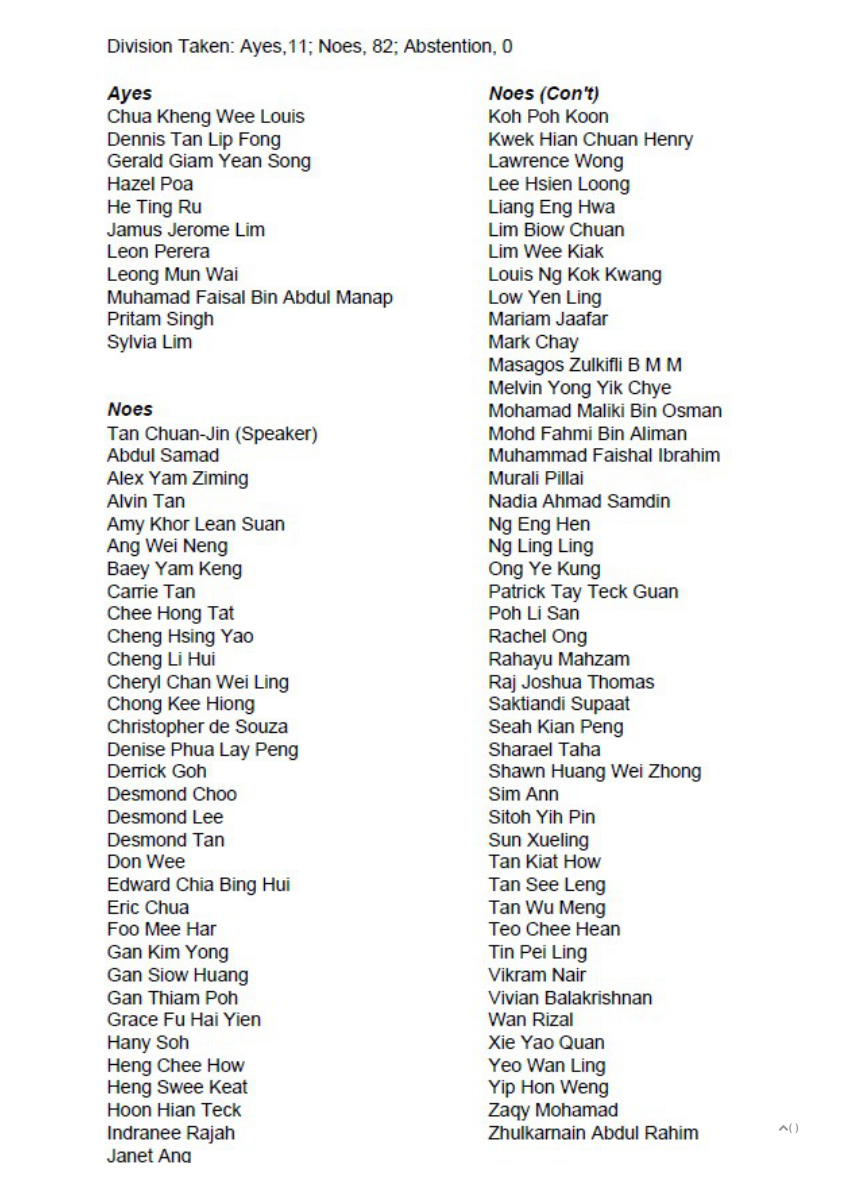 Division Taken: Ayes,11; Noes, 82; Abstention, 0
Ayes
Chua Kheng Wee Louis
Dennis Tan Lip Fong
Gerald Giam Yean Song
Hazel Poa
He Ting Ru
Jamus Jerome Lim
Leon Perera
Leong Mun Wai
Muhamad Faisal Bin Abdul Manap
Pritam Singh
Sylvia Lim
Noes
Tan Chuan-Jin (Speaker)
Abdul Samad
Alex Yam Ziming
Alvin Tan
Amy Khor Lean Suan
Ang Wei Neng
Baey Yam Keng
Carrie Tan
Chee Hong Tat
Cheng Hsing Yao
Cheng Li Hui
Cheryl Chan Wei Ling
Chong Kee Hiong
Christopher de Souza
Denise Phua Lay Peng
Derrick Goh
Desmond Choo
Desmond Lee
Desmond Tan
Don Wee
Edward Chia Bing Hui
Eric Chua
Foo Mee Har
Gan Kim Yong
Gan Siow Huang
Gan Thiam Poh
Grace Fu Hai Yien
Hany Soh
Heng Chee How
Heng Swee Keat
Hoon Hian Teck
Indranee Rajah
Janet Ang
Noes (Con't)
Koh Poh Koon
Kwek Hian Chuan Henry
Lawrence Wong
Lee Hsien Loong
Liang Eng Hwa
Lim Biow Chuan
Lim Wee Kiak
Louis Ng Kok Kwang
Low Yen Ling
Mariam Jaafar
Mark Chay
Masagos Zulkifli B M M
Melvin Yong Yik Chye
Mohamad Maliki Bin Osman
Mohd Fahmi Bin Aliman
Muhammad Faishal Ibrahim
Murali Pillai
Nadia Ahmad Samdin
Ng Eng Hen
Ng Ling Ling
Ong Ye Kung
Patrick Tay Teck Guan
Poh Li San
Rachel Ong
Rahayu Mahzam
Raj Joshua Thomas
Saktiandi Supaat
Seah Kian Peng
Sharael Taha
Shawn Huang Wei Zhong
Sim Ann
Sitoh Yih Pin
Sun Xueling
Tan Kiat How
Tan See Leng
Tan Wu Meng
Teo Chee Hean
Tin Pei Ling
Vikram Nair
Vivian Balakrishnan
Wan Rizal
Xie Yao Quan
Yeo Wan Ling
Yip Hon Weng
Zaqy Mohamad
Zhulkarnain Abdul Rahim
^( )